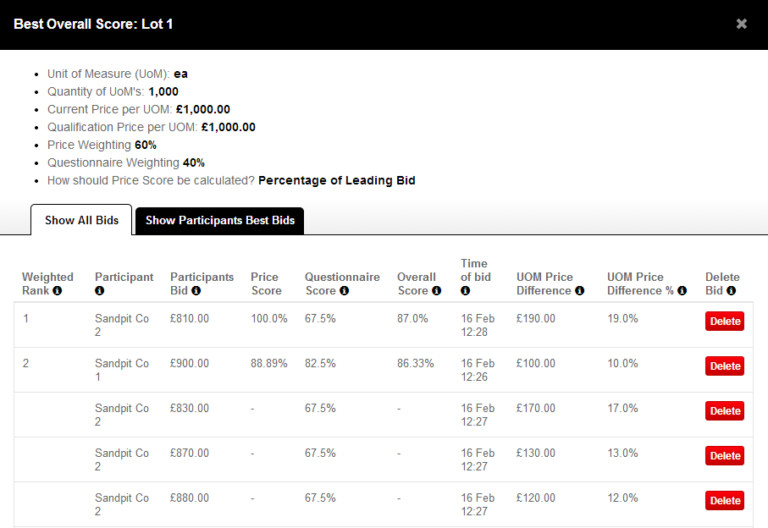 Best Overall Score: Lot 1
Unit of Measure (UoM): ea
Quantity of UoM's: 1,000
Current Price per UOM: £1,000.00
Qualification Price per UOM: £1,000.00
Price Weighting 60%
Questionnaire Weighting 40%
How should Price Score be calculated? Percentage of Leading Bid
Show All Bids Show Participants Best Bids
Weighted Rank Participant Participants Bid Price Score Questionnaire Score Overall Score Time of bid UOM Price Difference UOM Price Difference % Delete Bid
1 Sandpit Co 2 £810.00 100.0% 67.5% 87.0% 16 Feb 12:28 £190.00 19.0% Delete
2 Sandpit Co 1 £900.00 88.89% 82.5% 86.33% 16 Feb 12:26 £100.00 10.0% Delete
Sandpit Co 2 £830.00 - 67.5% - 16 Feb 12:27 £170.00 17.0% Delete
Sandpit Co 2 £870.00 - 67.5% - 16 Feb 12:27 £130.00 13.0% Delete
Sandpit Co 2 £880.00 - 67.5% - 16 Feb 12:27 £120.00 12.0% Delete